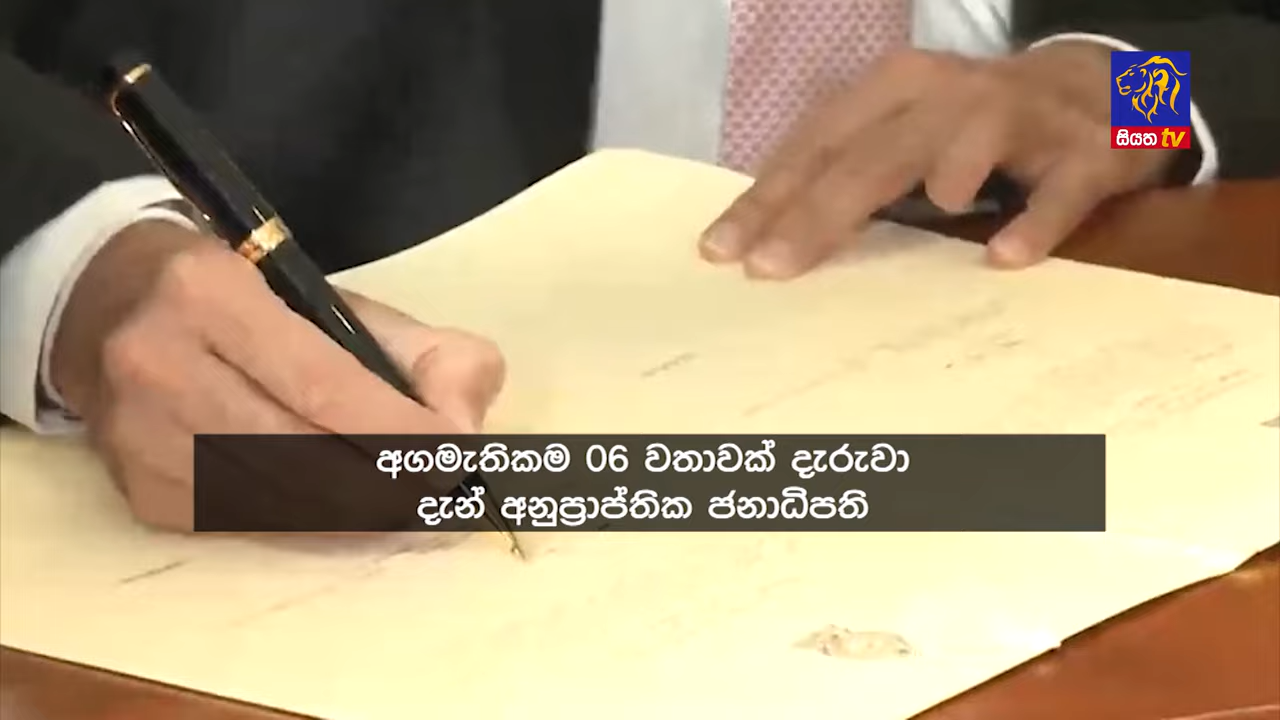 සියත tv
අගමැතිකම 06 වතාවක් දැරුවා
දැන් අනුප්‍රාප්තික ජනාධිපති